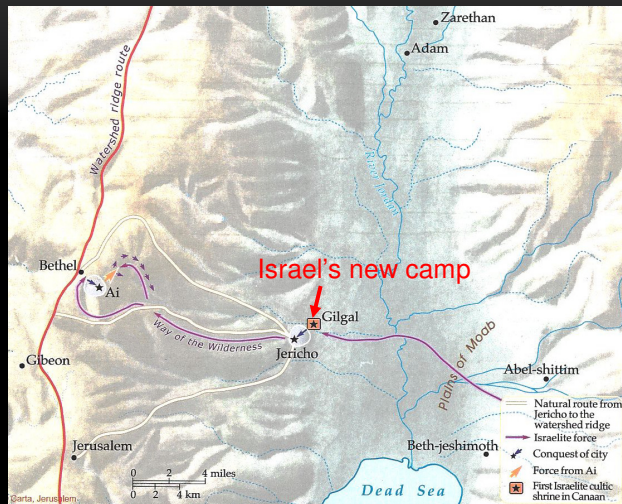 Zarethan
Adam
Watershed ridge route
River Jordan
Bethel
Ai
Israel's new camp
Gilgal
Way of the Wilderness
Jericho
Plains of Moab
Gibeon
Abel-shittim
Jerusalem
Beth-jeshimoth
0 2 4 miles
0 2 4 km
Dead Sea
Natural route from
Jericho to the
watershed ridge
Israelite force
Conquest of city
Force from Ai
First Israelite cultic
shrine in Canaan
Carta, Jerusalem